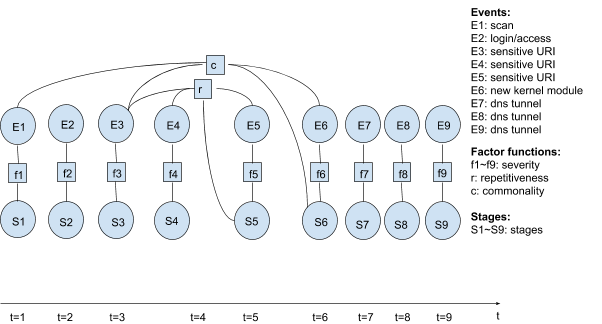 c
r
E1 E2 E3 E4 E5 E6 E7 E8 E9
f1 f2 f3 f4 f5 f6 f7 f8 f9
S1 S2 S3 S4 S5 S6 S7 S8 S9
t=1 t=2 t=3 t=4 t=5 t=6 t=7 t=8 t=9 t
Events:
E1: scan
E2: login/access
E3: sensitive URI
E4: sensitive URI
E5: sensitive URI
E6: new kernel module
E7: dns tunnel
E8: dns tunnel
E9: dns tunnel
Factor functions:
f1~f9: severity
r: repetitiveness
c: commonality
Stages:
S1~S9: stages